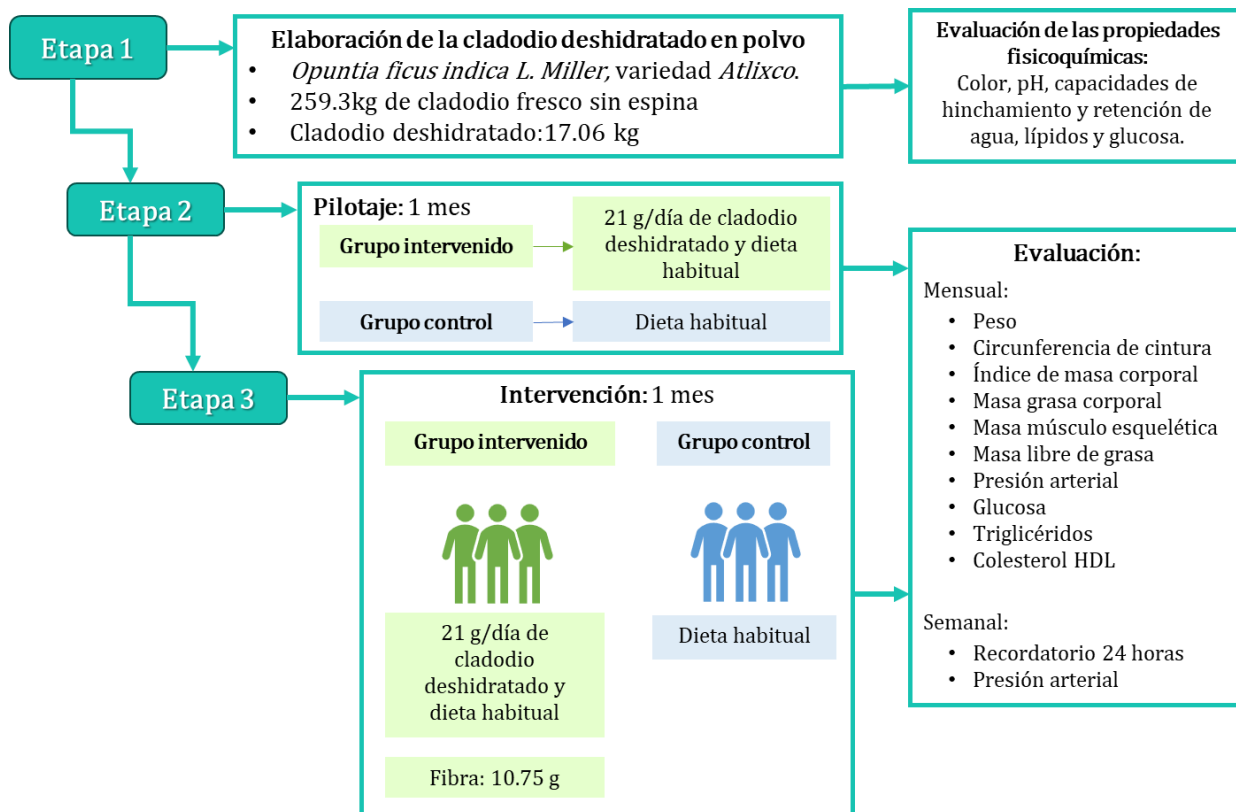 Etapa 1
Elaboración de la cladodio deshidratado en polvo
• Opuntia ficus indica L. Miller, variedad Atlixco.
• 259.3kg de cladodio fresco sin espina
• Cladodio deshidratado:17.06 kg
Evaluación de las propiedades
fisicoquímicas:
Color, pH, capacidades de
hinchamiento y retención de
agua, lípidos y glucosa.
Etapa 2
Pilotaje: 1 mes
Grupo intervenido
21 g/día de cladodio
deshidratado y dieta
habitual
Grupo control
Dieta habitual
Etapa 3
Intervención: 1 mes
Grupo intervenido
Grupo control
21 g/día de
cladodio
deshidratado y
dieta habitual
Dieta habitual
Fibra: 10.75 g
Evaluación:
Mensual:
• Peso
• Circunferencia de cintura
• Índice de masa corporal
• Masa grasa corporal
• Masa músculo esquelética
• Masa libre de grasa
• Presión arterial
• Glucosa
• Triglicéridos
• Colesterol HDL
Semanal:
• Recordatorio 24 horas
• Presión arterial